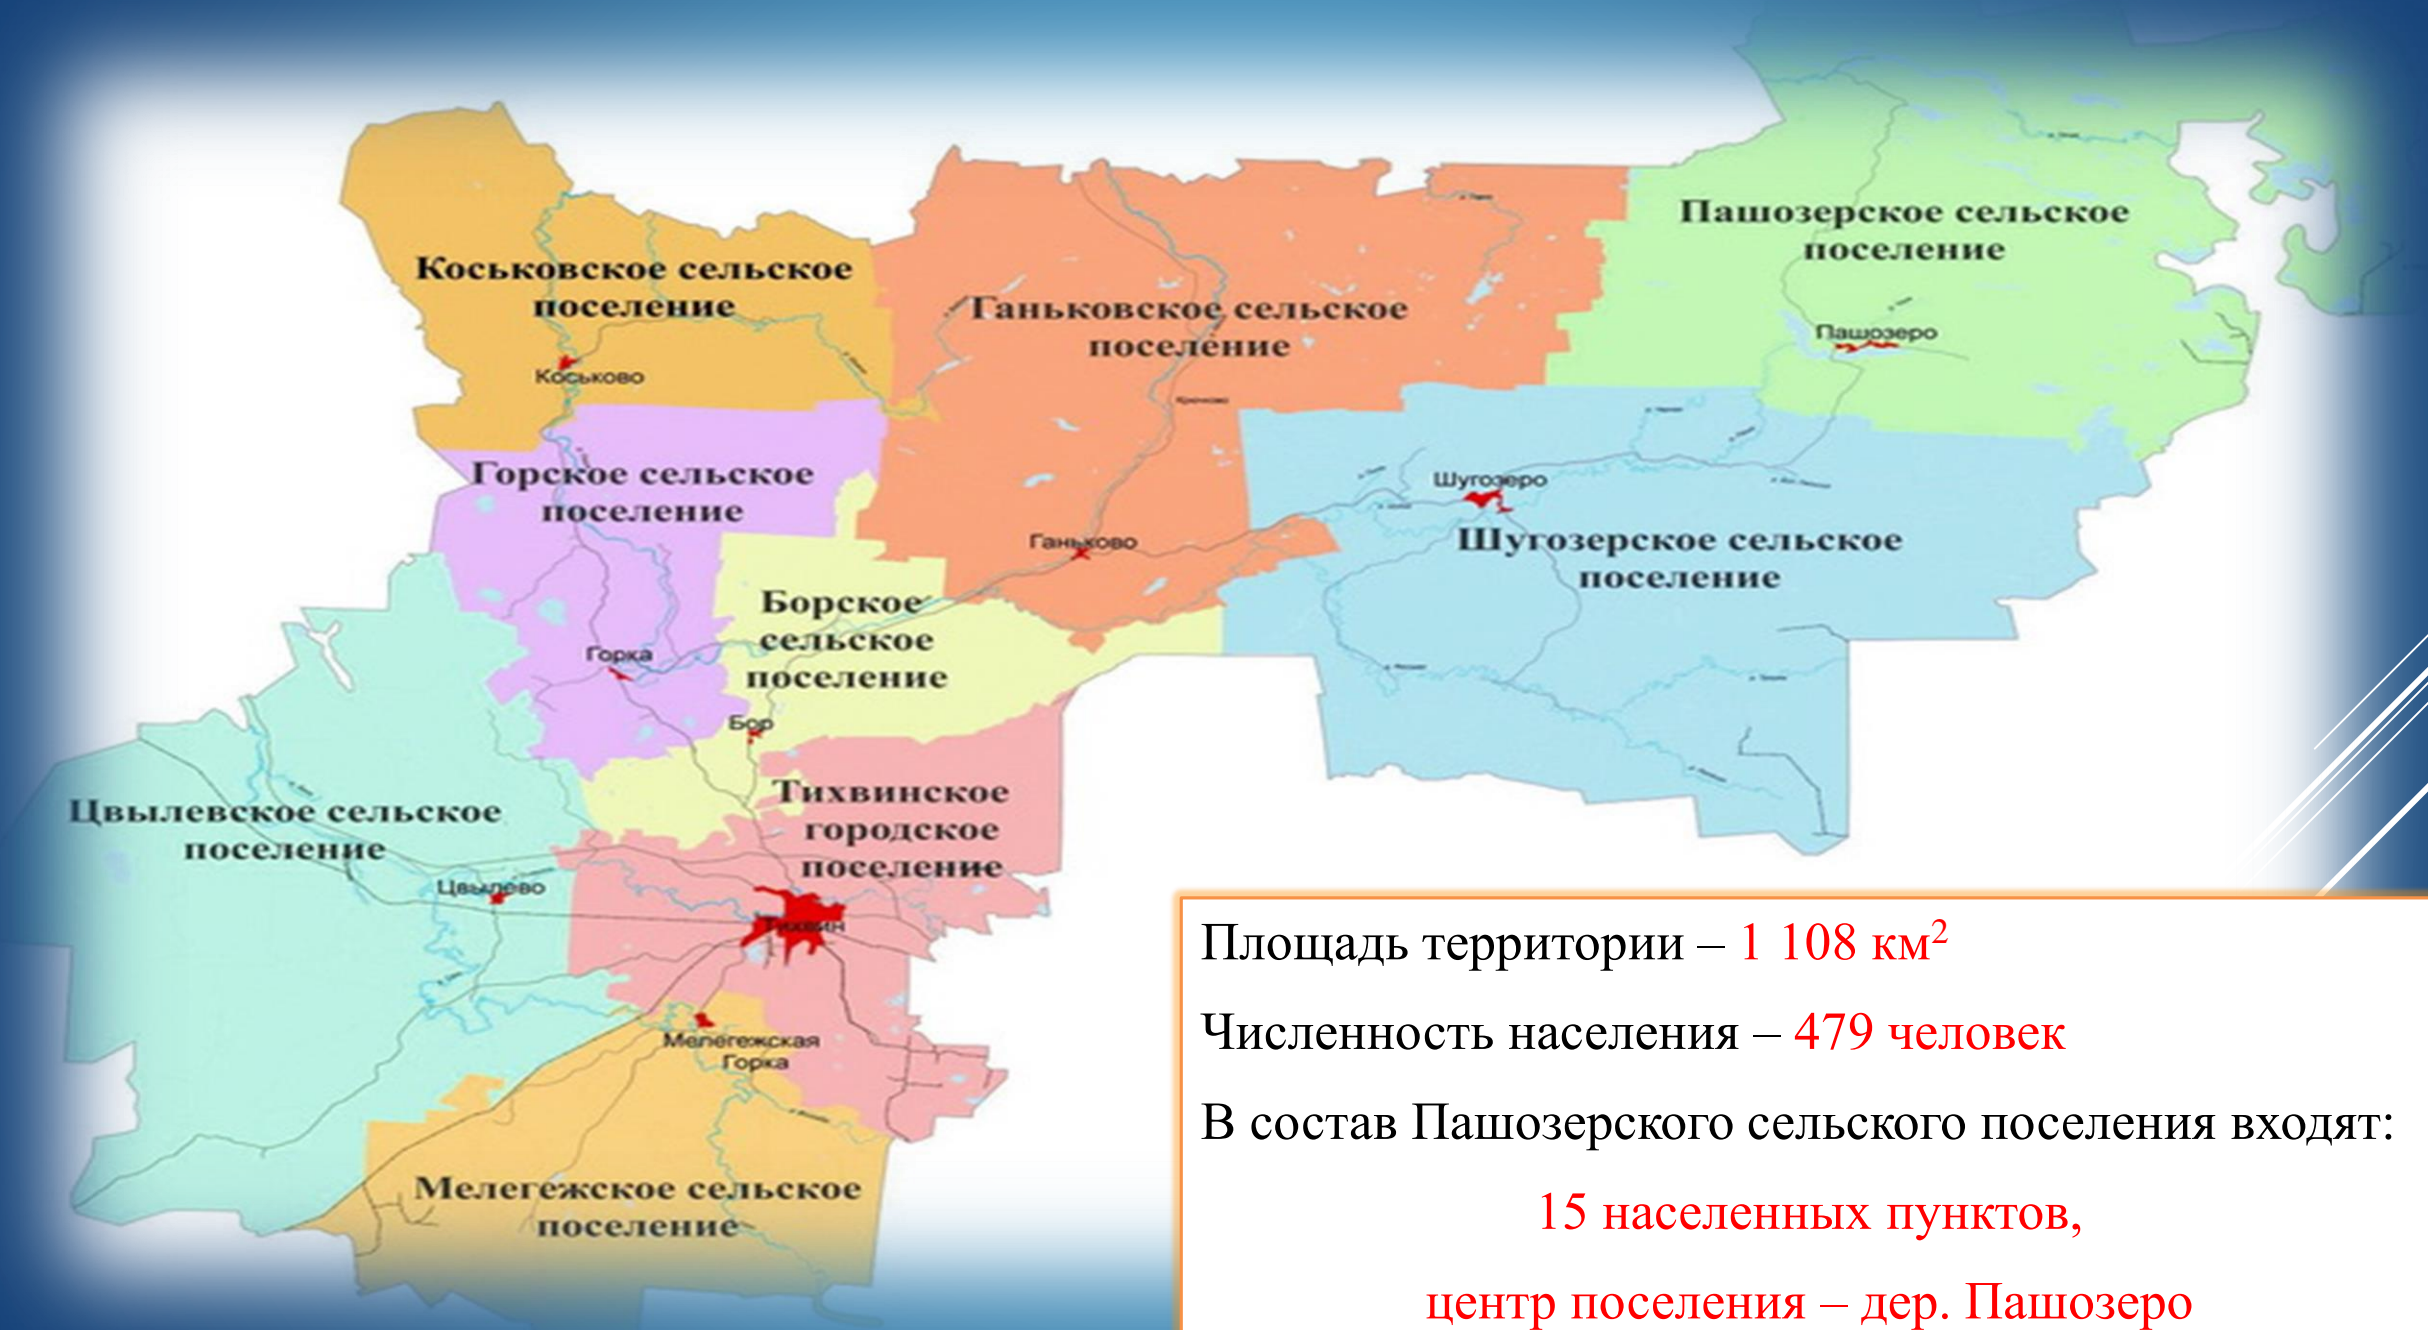 Пашозерское сельское
поселение
Коськовское сельское
поселение
Ганьковское сельское
поселение
Пашозеро
Коськово
Горское сельское
поселение
Шугозеро
Шугозерское сельское
поселение
Ганьково
Борское
сельское
поселение
Горка
Бор
Тихвинское
городское
поселение
Цвылевское сельское
поселение
Цвылево
Тихвин
Мелегежская
Горка
Мелегежское сельское
поселение
Площадь территории – 1 108 км²
Численность населения – 479 человек
В состав Пашозерского сельского поселения входят:
15 населенных пунктов,
центр поселения – дер. Пашозеро